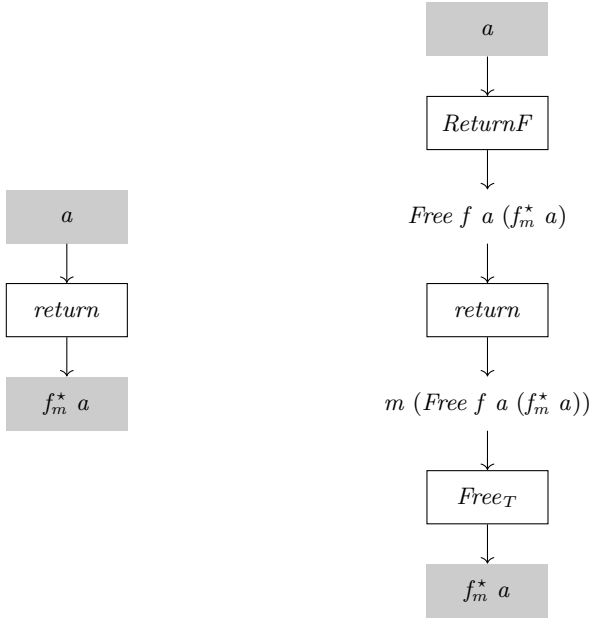 a
return
f⋆m a
a
ReturnF
Free f a (f⋆m a)
return
m (Free f a (f⋆m a))
FreeT
f⋆m a